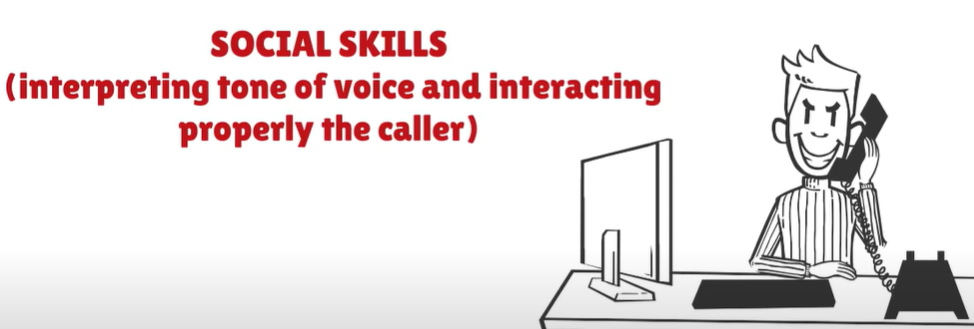 SOCIAL SKILLS
(interpreting tone of voice and interacting
properly the caller)